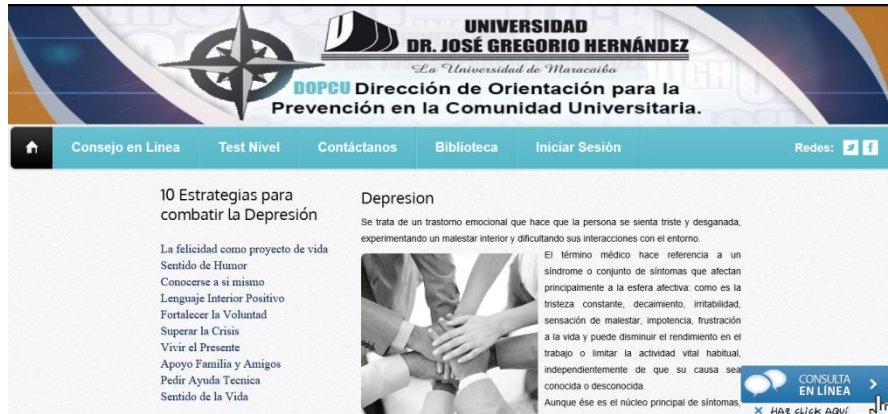 UNIVERSIDAD
DR. JOSÉ GREGORIO HERNÁNDEZ
La Universidad de Maracaibo
DOPCU Dirección de Orientación para la
Prevención en la Comunidad Universitaria.
Consejo en Linea
Test Nivel
Contáctanos
Biblioteca
Iniciar Sesión
Redes:
10 Estrategias para
combatir la Depresión
La felicidad como proyecto de vida
Sentido de Humor
Conocerse a si mismo
Lenguaje Interior Positivo
Fortalecer la Voluntad
Superar la Crisis
Vivir el Presente
Apoyo Familia y Amigos
Pedir Ayuda Tecnica
Sentido de la Vida
Depresion
Se trata de un trastorno emocional que hace que la persona se sienta triste y desganada,
experimentando un malestar interior y dificultando sus interacciones con el entorno.
El término médico hace referencia a un
síndrome o conjunto de síntomas que afectan
principalmente a la esfera afectiva: como es la
tristeza constante, decaimiento, irritabilidad,
sensación de malestar, impotencia, frustración
a la vida y puede disminuir el rendimiento en el
trabajo o limitar la actividad vital habitual,
independientemente de que su causa sea
conocida o desconocida.
Aunque ése es el núcleo principal de síntomas,
CONSULTA
EN LÍNEA
X HAZ CLICK AQUÍ